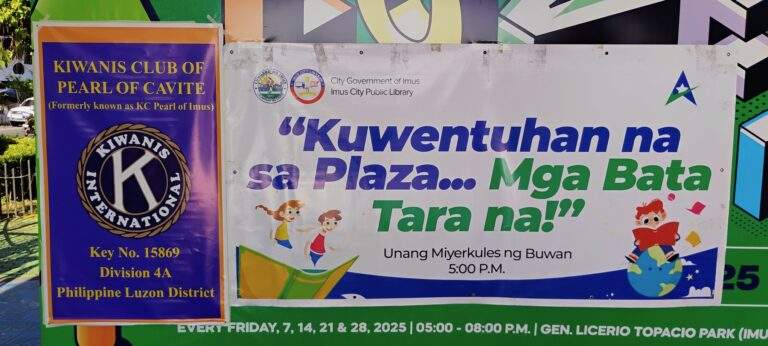 KIWANIS CLUB OF
PEARL OF CAVITE
(Formerly known as KC Pearl of Imus)
KIWANIS
K
INTERNATIONAL
Key No. 15869
Division 4A
Philippine Luzon District
City Government of Imus
Imus City Public Library
“Kuwentuhan na
sa Plaza... Mga Bata
Tara na!”
Unang Miyerkules ng Buwan
5:00 P.M.
25
EVERY FRIDAY, 7, 14, 21 & 28, 2025 | 05:00 - 08:00 P.M. | GEN. LICERIO TOPACIO PARK (IMU